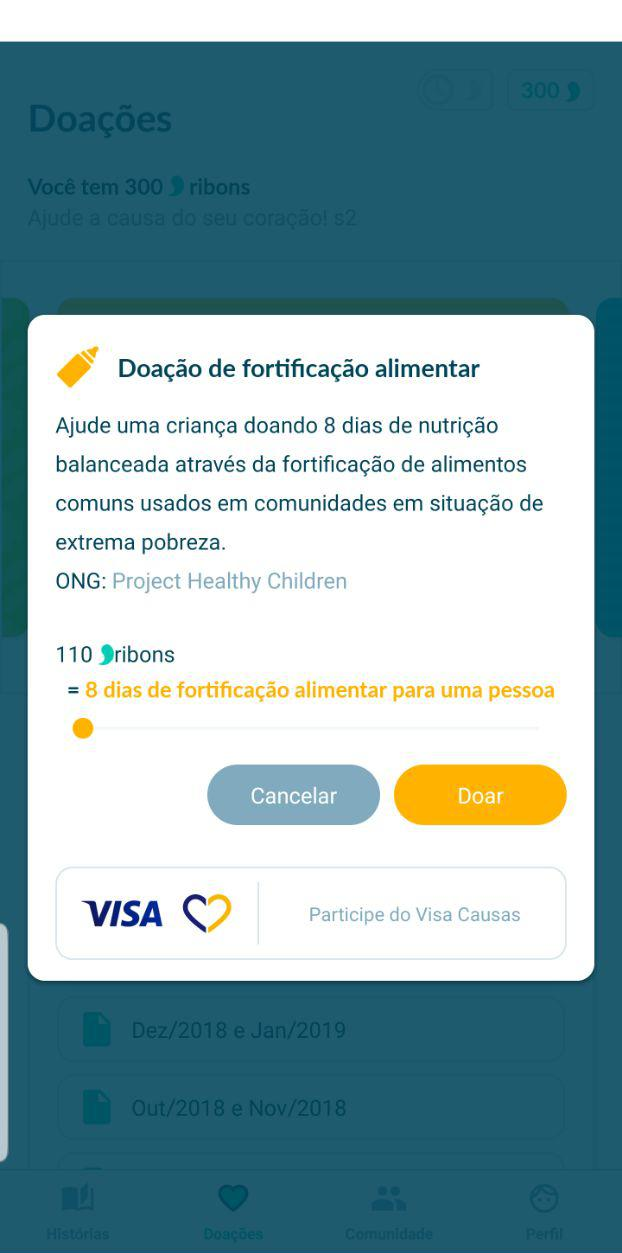 300
Doações
Você tem 300 ribons
Ajude a causa do seu coração! s2
Doação de fortificação alimentar
Ajude uma criança doando 8 dias de nutrição
balanceada através da fortificação de alimentos
comuns usados em comunidades em situação de
extrema pobreza.
ONG: Project Healthy Children
110 ribons
= 8 dias de fortificação alimentar para uma pessoa
Cancelar Doar
VISA Participe do Visa Causas
Dez/2018 e Jan/2019
Out/2018 e Nov/2018
Histórias Doações Comunidade Perfil